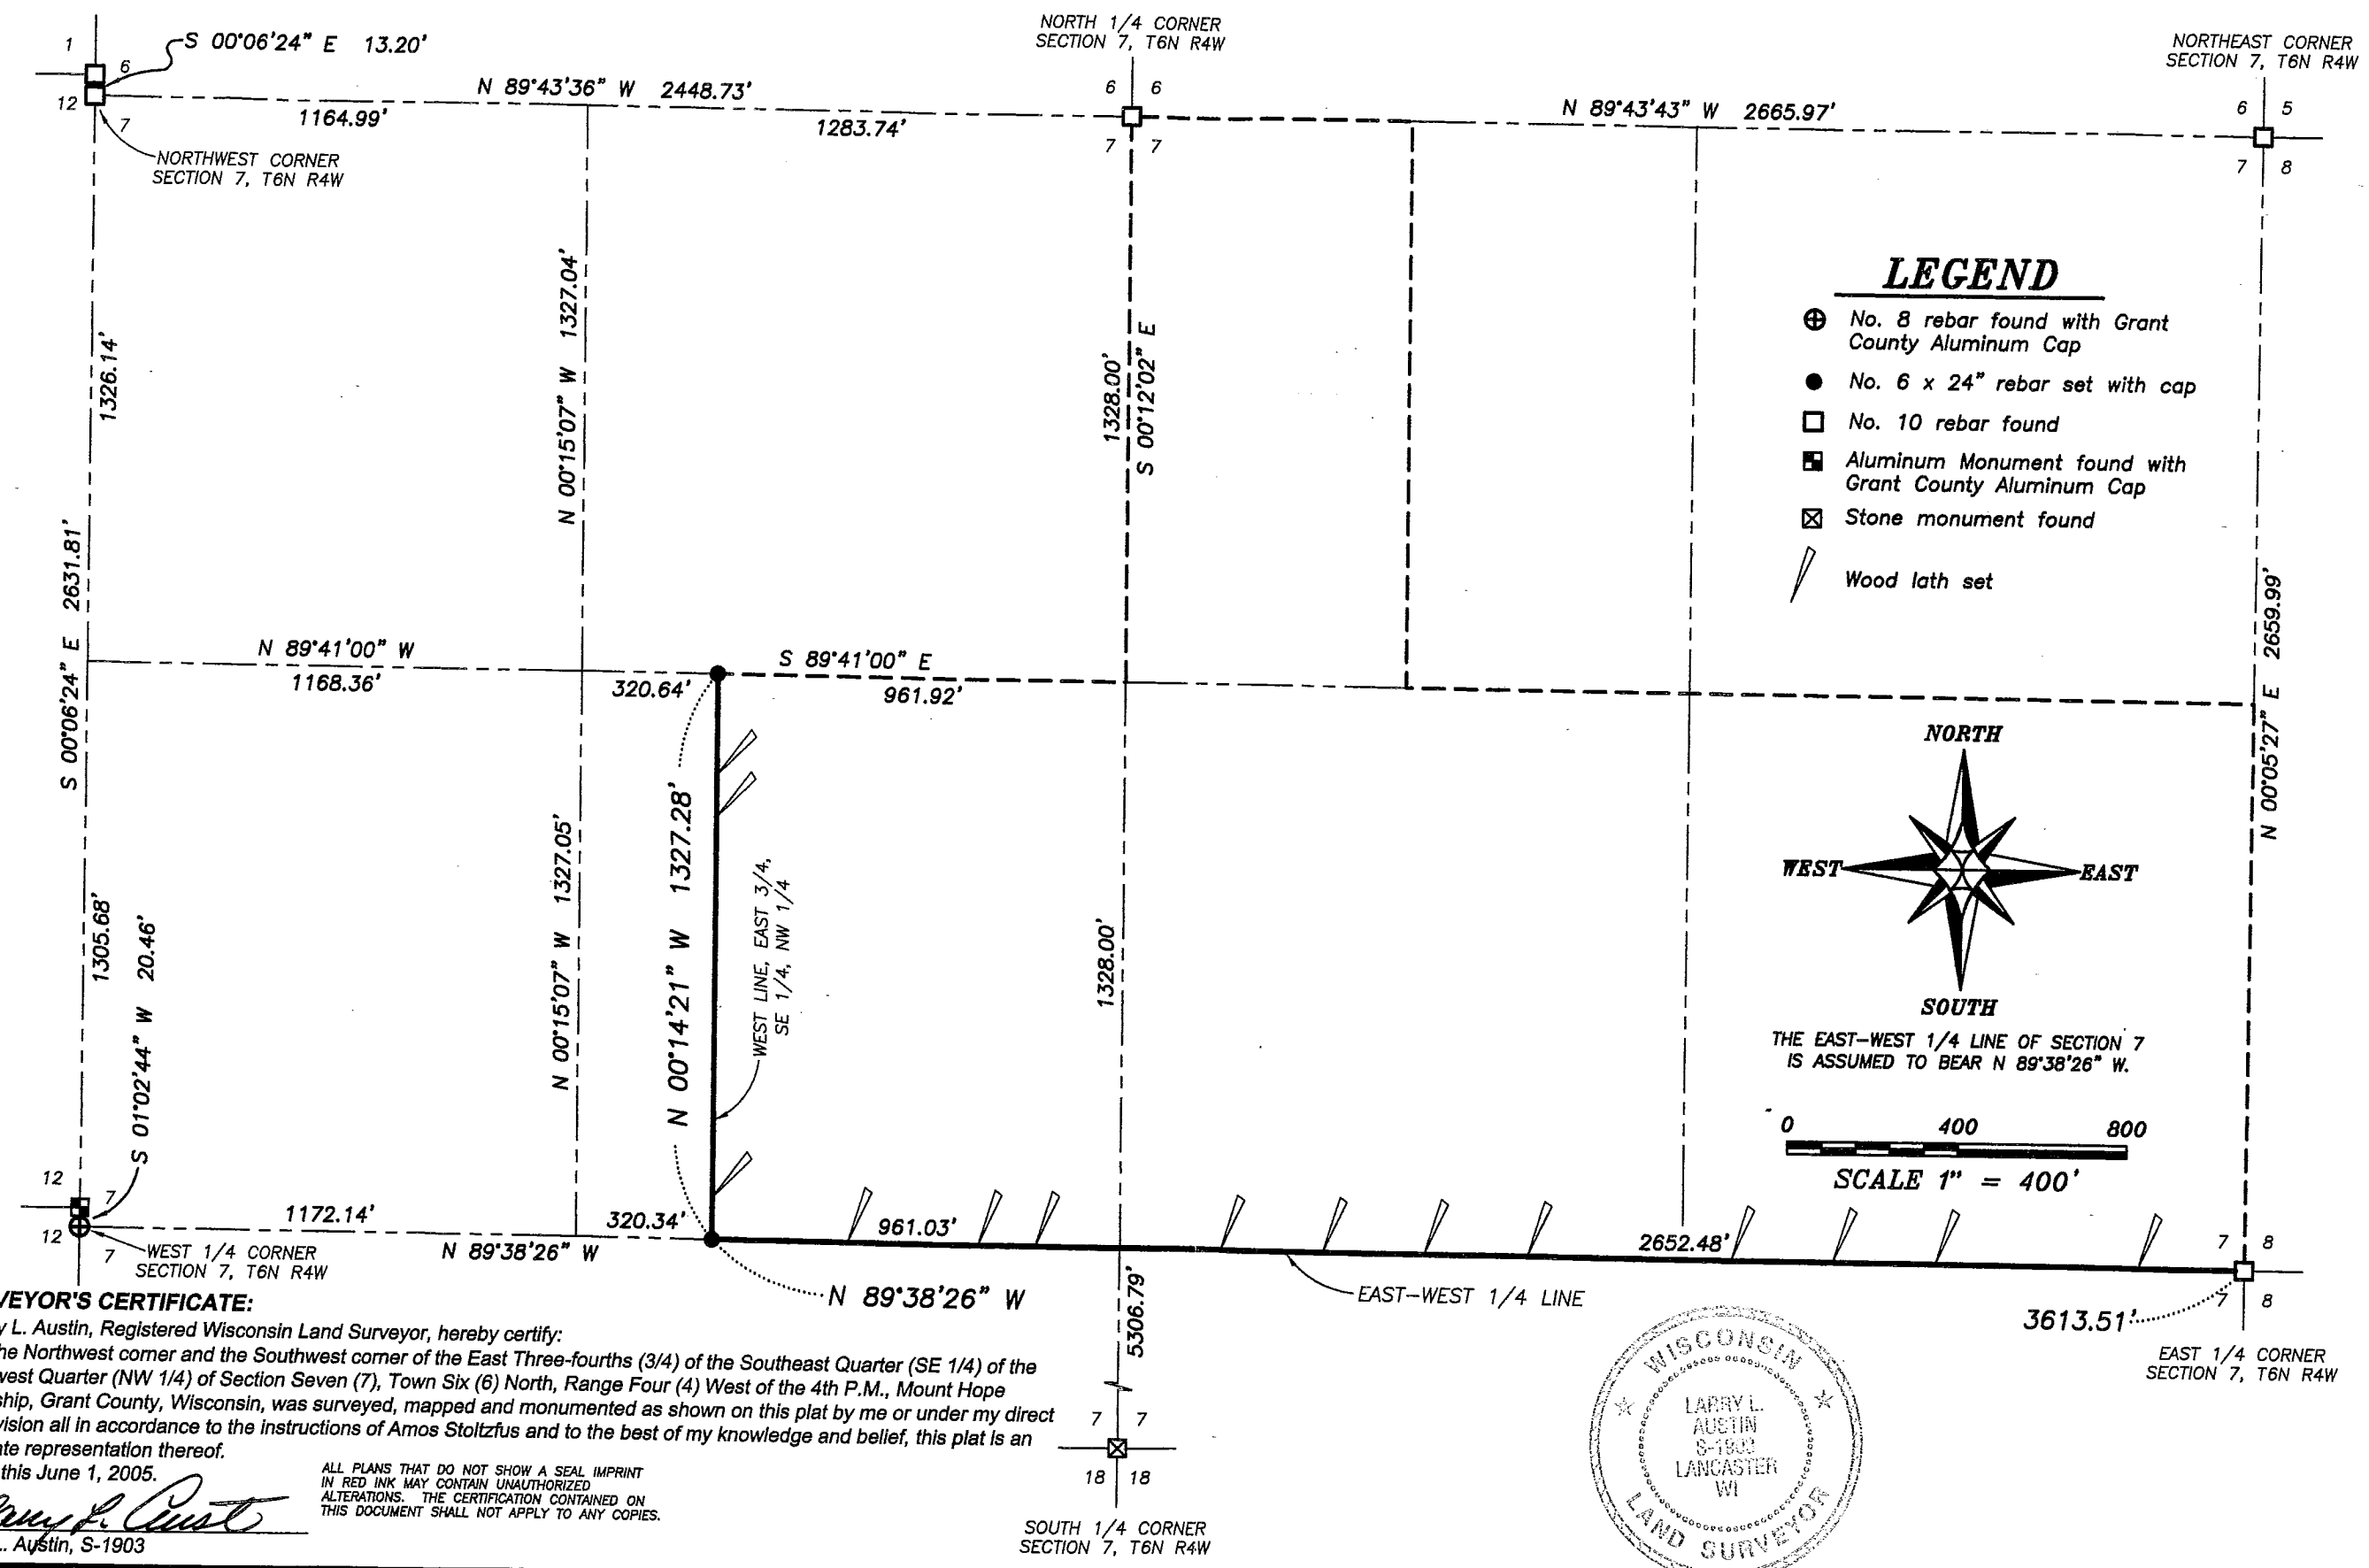 NORTH 1/4 CORNER
SECTION 7, T6N R4W
NORTHEAST CORNER
SECTION 7, T6N R4W
1
6
12
7
S 00°06'24" E 13.20'
N 89°43'36" W 2448.73'
1164.99'
1283.74'
6 6
7 7
N 89°43'43" W 2665.97'
6 5
7 8
NORTHWEST CORNER
SECTION 7, T6N R4W
1326.14'
N 00°15'07" W 1327.04'
1328.00'
S 00°12'02" E
LEGEND
No. 8 rebar found with Grant
County Aluminum Cap
No. 6 x 24" rebar set with cap
No. 10 rebar found
Aluminum Monument found with
Grant County Aluminum Cap
Stone monument found
Wood lath set
S 00°06'24" E 2631.81'
N 00°05'27" E 2659.99'
N 89°41'00" W
1168.36'
320.64'
S 89°41'00" E
961.92'
NORTH
WEST
EAST
SOUTH
THE EAST-WEST 1/4 LINE OF SECTION 7
IS ASSUMED TO BEAR N 89°38'26" W.
0 400 800
SCALE 1" = 400'
1305.68'
S 01°02'44" W 20.46'
N 00°15'07" W 1327.05'
N 00°14'21" W 1327.28'
WEST LINE, EAST 3/4,
SE 1/4, NW 1/4
1328.00'
12
7
12
7
WEST 1/4 CORNER
SECTION 7, T6N R4W
1172.14'
N 89°38'26" W
320.34'
961.03'
N 89°38'26" W
2652.48'
EAST-WEST 1/4 LINE
7 8
7 8
3613.51'
EAST 1/4 CORNER
SECTION 7, T6N R4W
5306.79'
7 7
18 18
SOUTH 1/4 CORNER
SECTION 7, T6N R4W
VEYOR'S CERTIFICATE:
y L. Austin, Registered Wisconsin Land Surveyor, hereby certify:
he Northwest corner and the Southwest corner of the East Three-fourths (3/4) of the Southeast Quarter (SE 1/4) of the
west Quarter (NW 1/4) of Section Seven (7), Town Six (6) North, Range Four (4) West of the 4th P.M., Mount Hope
ship, Grant County, Wisconsin, was surveyed, mapped and monumented as shown on this plat by me or under my direct
vision all in accordance to the instructions of Amos Stoltzfus and to the best of my knowledge and belief, this plat is an
te representation thereof.
this June 1, 2005.
L. Austin, S-1903
ALL PLANS THAT DO NOT SHOW A SEAL IMPRINT
IN RED INK MAY CONTAIN UNAUTHORIZED
ALTERATIONS. THE CERTIFICATION CONTAINED ON
THIS DOCUMENT SHALL NOT APPLY TO ANY COPIES.
WISCONSIN
LARRY L.
AUSTIN
S-1903
LANCASTER
WI
LAND SURVEYOR